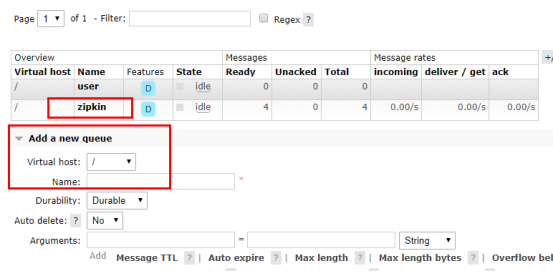 Page 1 of 1 - Filter: Regex ?
Overview Messages Message rates
Virtual host Name Features State Ready Unacked Total incoming deliver / get ack
/ user D idle 0 0 0
/ zipkin D idle 4 0 4 0.00/s 0.00/s 0.00/s
Add a new queue
Virtual host: /
Name: *
Durability: Durable
Auto delete: ? No
Arguments: = String
Add Message TTL ? | Auto expire ? | Max length ? | Max length bytes ? | Overflow